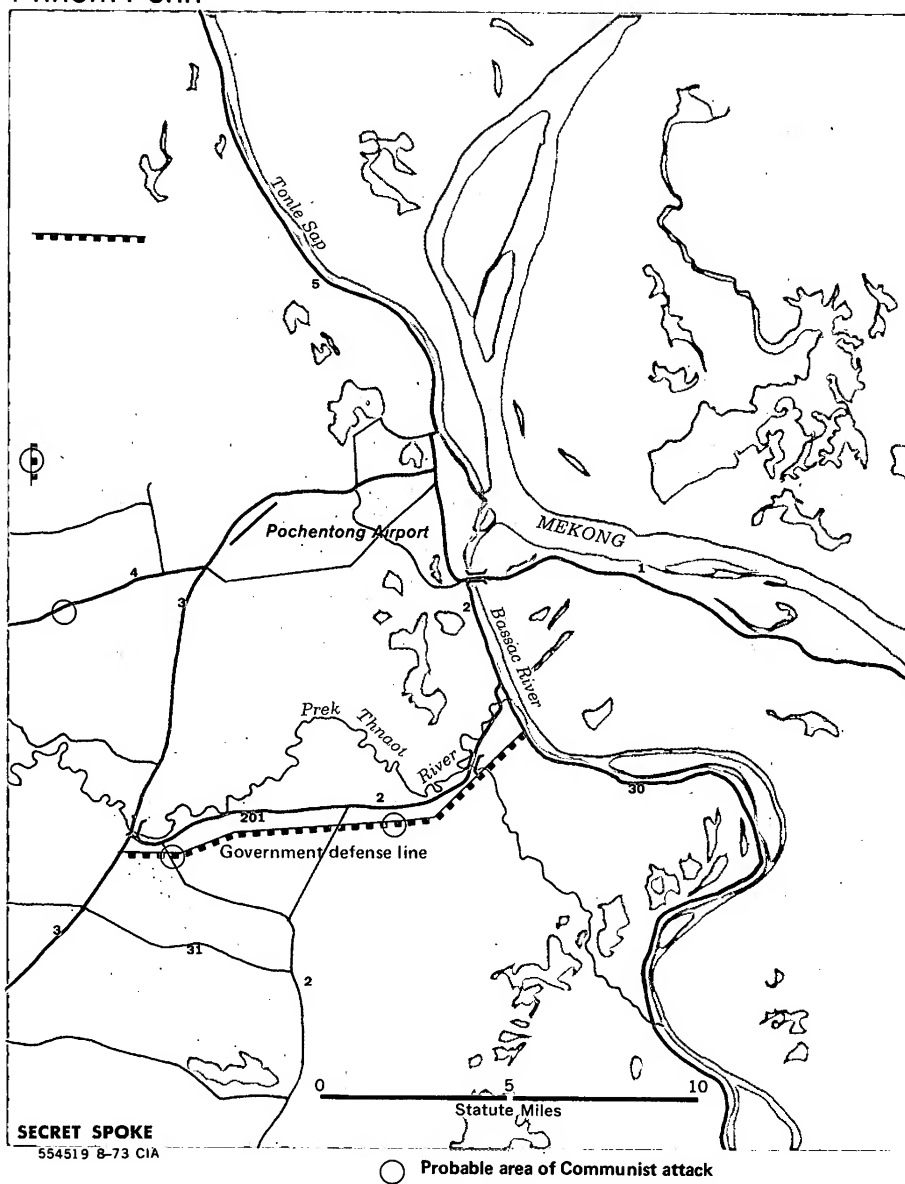 Tonle Sap
5
Pochentong Airport
MEKONG
1
4
3
2
Bassac River
Prek Thnaot River
30
2
201
Government defense line
3
31
2
0 5 10
Statute Miles
SECRET SPOKE
554519 8-73 CIA
Probable area of Communist attack